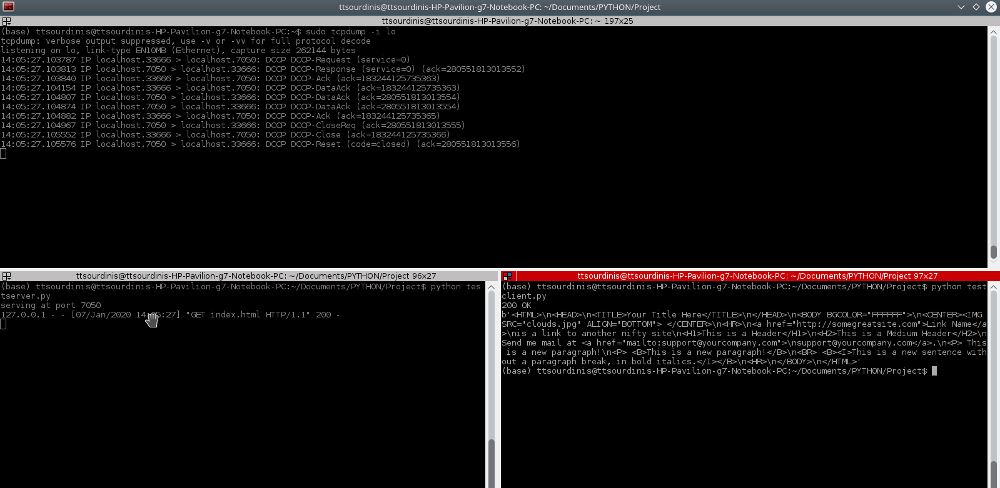 ttsourdinis@ttsourdinis-HP-Pavilion-g7-Notebook-PC: ~/Documents/PYTHON/Project
ttsourdinis@ttsourdinis-HP-Pavilion-g7-Notebook-PC: ~ 197x25
(base) ttsourdinis@ttsourdinis-HP-Pavilion-g7-Notebook-PC:~$ sudo tcpdump -i lo
tcpdump: verbose output suppressed, use -v or -vv for full protocol decode
listening on lo, link-type EN10MB (Ethernet), capture size 262144 bytes
14:05:27.103787 IP localhost.33666 > localhost.7050: DCCP DCCP-Request (service=0)
14:05:27.103813 IP localhost.7050 > localhost.33666: DCCP DCCP-Response (service=0) (ack=280551813013552)
14:05:27.103840 IP localhost.33666 > localhost.7050: DCCP DCCP-Ack (ack=183244125735363)
14:05:27.104154 IP localhost.33666 > localhost.7050: DCCP DCCP-DataAck (ack=183244125735363)
14:05:27.104807 IP localhost.7050 > localhost.33666: DCCP DCCP-DataAck (ack=280551813013554)
14:05:27.104874 IP localhost.7050 > localhost.33666: DCCP DCCP-DataAck (ack=280551813013554)
14:05:27.104882 IP localhost.33666 > localhost.7050: DCCP DCCP-Ack (ack=183244125735365)
14:05:27.104967 IP localhost.7050 > localhost.33666: DCCP DCCP-CloseReq (ack=280551813013555)
14:05:27.105552 IP localhost.33666 > localhost.7050: DCCP DCCP-Close (ack=183244125735366)
14:05:27.105576 IP localhost.7050 > localhost.33666: DCCP DCCP-Reset (code=closed) (ack=280551813013556)
ttsourdinis@ttsourdinis-HP-Pavilion-g7-Notebook-PC: ~/Documents/PYTHON/Project 96x27
(base) ttsourdinis@ttsourdinis-HP-Pavilion-g7-Notebook-PC:~/Documents/PYTHON/Project$ python tes
tserver.py
serving at port 7050
127.0.0.1 - - [07/Jan/2020 14:05:27] "GET index.html HTTP/1.1" 200 -
ttsourdinis@ttsourdinis-HP-Pavilion-g7-Notebook-PC: ~/Documents/PYTHON/Project 97x27
(base) ttsourdinis@ttsourdinis-HP-Pavilion-g7-Notebook-PC:~/Documents/PYTHON/Project$ python test
client.py
200 OK
b'<HTML>\n<HEAD>\n<TITLE>Your Title Here</TITLE>\n</HEAD>\n<BODY BGCOLOR="FFFFFF">\n<CENTER><IMG
SRC="clouds.jpg" ALIGN="BOTTOM"> </CENTER>\n<HR>\n<a href="http://somegreatsite.com">Link Name</a
>\nis a link to another nifty site\n<H1>This is a Header</H1>\n<H2>This is a Medium Header</H2>\n
Send me mail at <a href="mailto:support@yourcompany.com">\nsupport@yourcompany.com</a>.\n<P> This
is a new paragraph!\n<P> <B>This is a new paragraph!</B>\n<BR> <B><I>This is a new sentence with
out a paragraph break, in bold italics.</I></B>\n<HR>\n</BODY>\n</HTML>'
(base) ttsourdinis@ttsourdinis-HP-Pavilion-g7-Notebook-PC:~/Documents/PYTHON/Project$